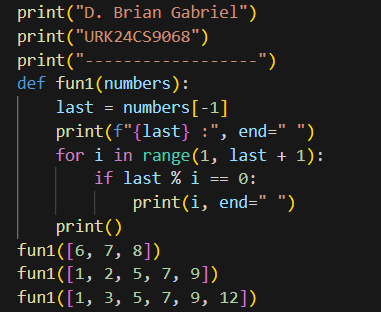 print("D. Brian Gabriel")
print("URK24CS9068")
print("------------------")
def fun1(numbers):
    last = numbers[-1]
    print(f"{last} :", end=" ")
    for i in range(1, last + 1):
        if last % i == 0:
            print(i, end=" ")
    print()
fun1([6, 7, 8])
fun1([1, 2, 5, 7, 9])
fun1([1, 3, 5, 7, 9, 12])